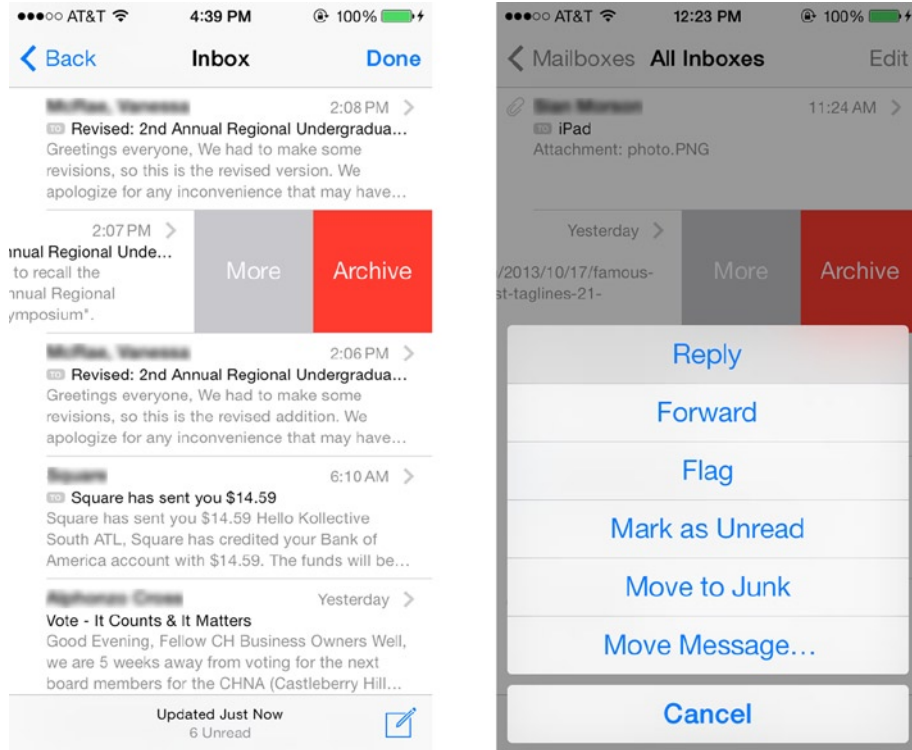 AT&T 4:39 PM 100%
Back Inbox Done
2:08 PM
TO Revised: 2nd Annual Regional Undergradua...
Greetings everyone, We had to make some
revisions, so this is the revised version. We
apologize for any inconvenience that may have...
2:07 PM
nnual Regional Unde...
to recall the
nnual Regional
ymposium".
More Archive
2:06 PM
TO Revised: 2nd Annual Regional Undergradua...
Greetings everyone, We had to make some
revisions, so this is the revised addition. We
apologize for any inconvenience that may have...
Square 6:10 AM
TO Square has sent you $14.59
Square has sent you $14.59 Hello Kollective
South ATL, Square has credited your Bank of
America account with $14.59. The funds will be...
Yesterday
Vote - It Counts & It Matters
Good Evening, Fellow CH Business Owners Well,
we are 5 weeks away from voting for the next
board members for the CHNA (Castleberry Hill...
Updated Just Now
6 Unread
AT&T 12:23 PM 100%
Mailboxes All Inboxes Edit
11:24 AM
TO iPad
Attachment: photo.PNG
Yesterday
/2013/10/17/famous-
st-taglines-21-
More Archive
Reply
Forward
Flag
Mark as Unread
Move to Junk
Move Message...
Cancel